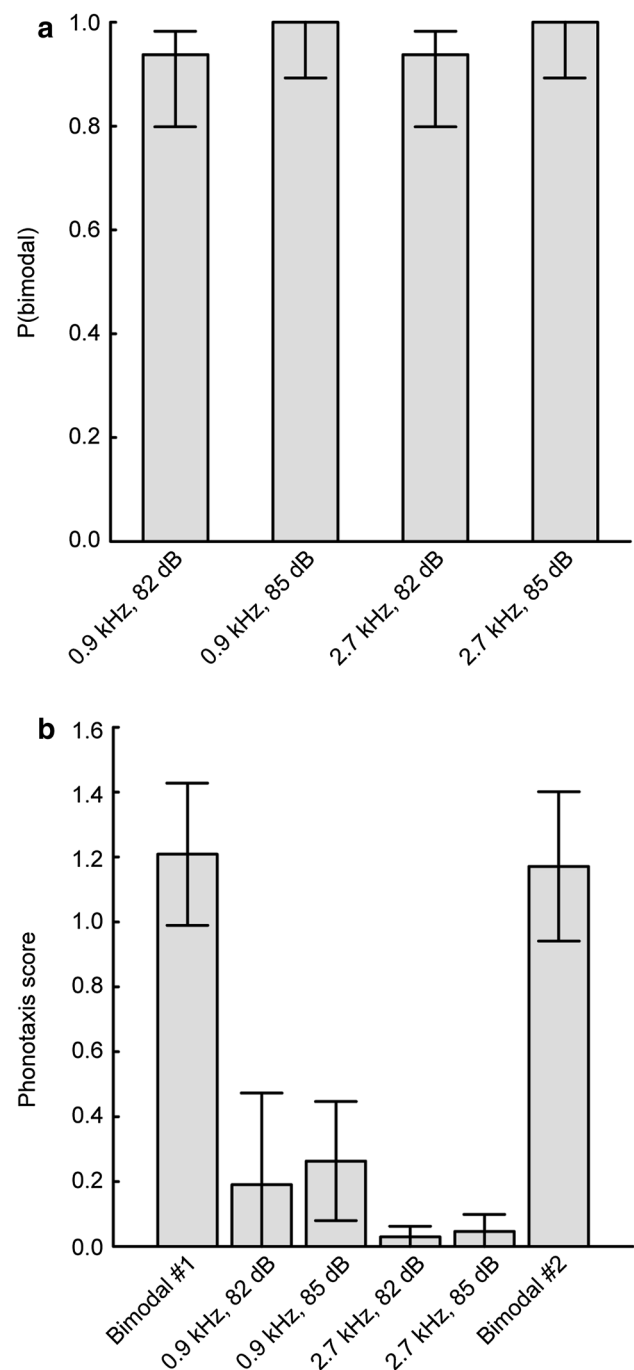 a
P(bimodal)
1.0
0.8
0.6
0.4
0.2
0.0
0.9 kHz, 82 dB
0.9 kHz, 85 dB
2.7 kHz, 82 dB
2.7 kHz, 85 dB
b
Phonotaxis score
1.6
1.4
1.2
1.0
0.8
0.6
0.4
0.2
0.0
Bimodal #1
0.9 kHz, 82 dB
0.9 kHz, 85 dB
2.7 kHz, 82 dB
2.7 kHz, 85 dB
Bimodal #2